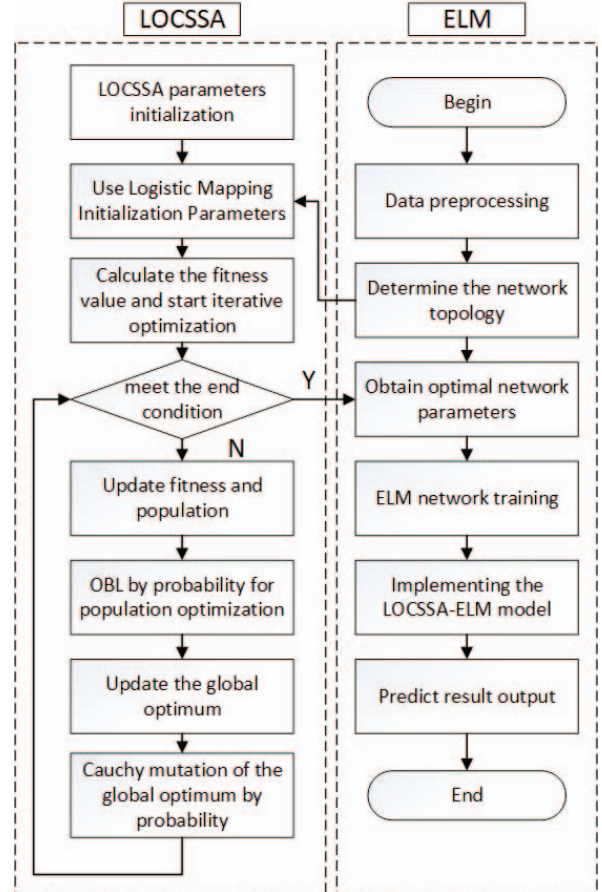 LOCSSA
LOCSSA parameters
initialization
Use Logistic Mapping
Initialization Parameters
Calculate the fitness
value and start iterative
optimization
meet the end
condition
Y
N
Update fitness and
population
OBL by probability for
population optimization
Update the global
optimum
Cauchy mutation of the
global optimum by
probability
ELM
Begin
Data preprocessing
Determine the network
topology
Obtain optimal network
parameters
ELM network training
Implementing the
LOCSSA-ELM model
Predict result output
End